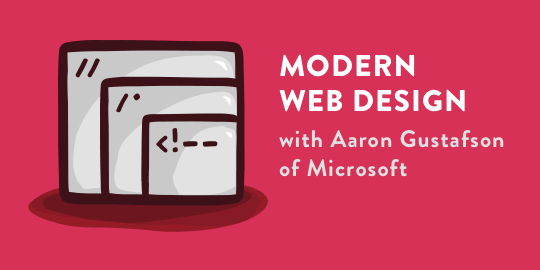 //
/*
<!--
MODERN
WEB DESIGN
with Aaron Gustafson
of Microsoft